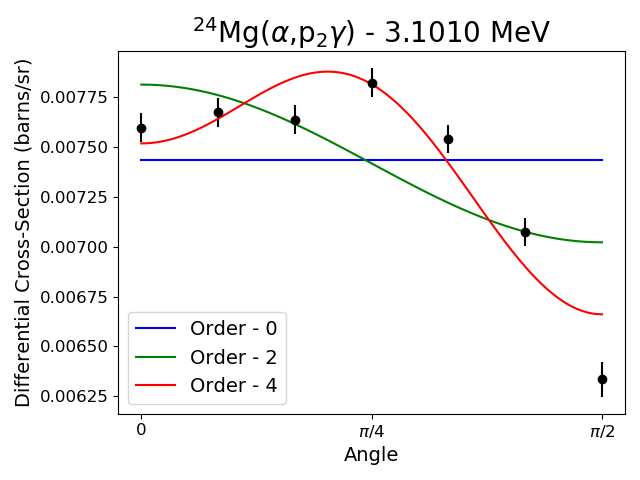 ²⁴Mg(α,p₂γ) - 3.1010 MeV
Differential Cross-Section (barns/sr)
0.00775
0.00750
0.00725
0.00700
0.00675
0.00650
0.00625
Order - 0
Order - 2
Order - 4
0
π/4
π/2
Angle